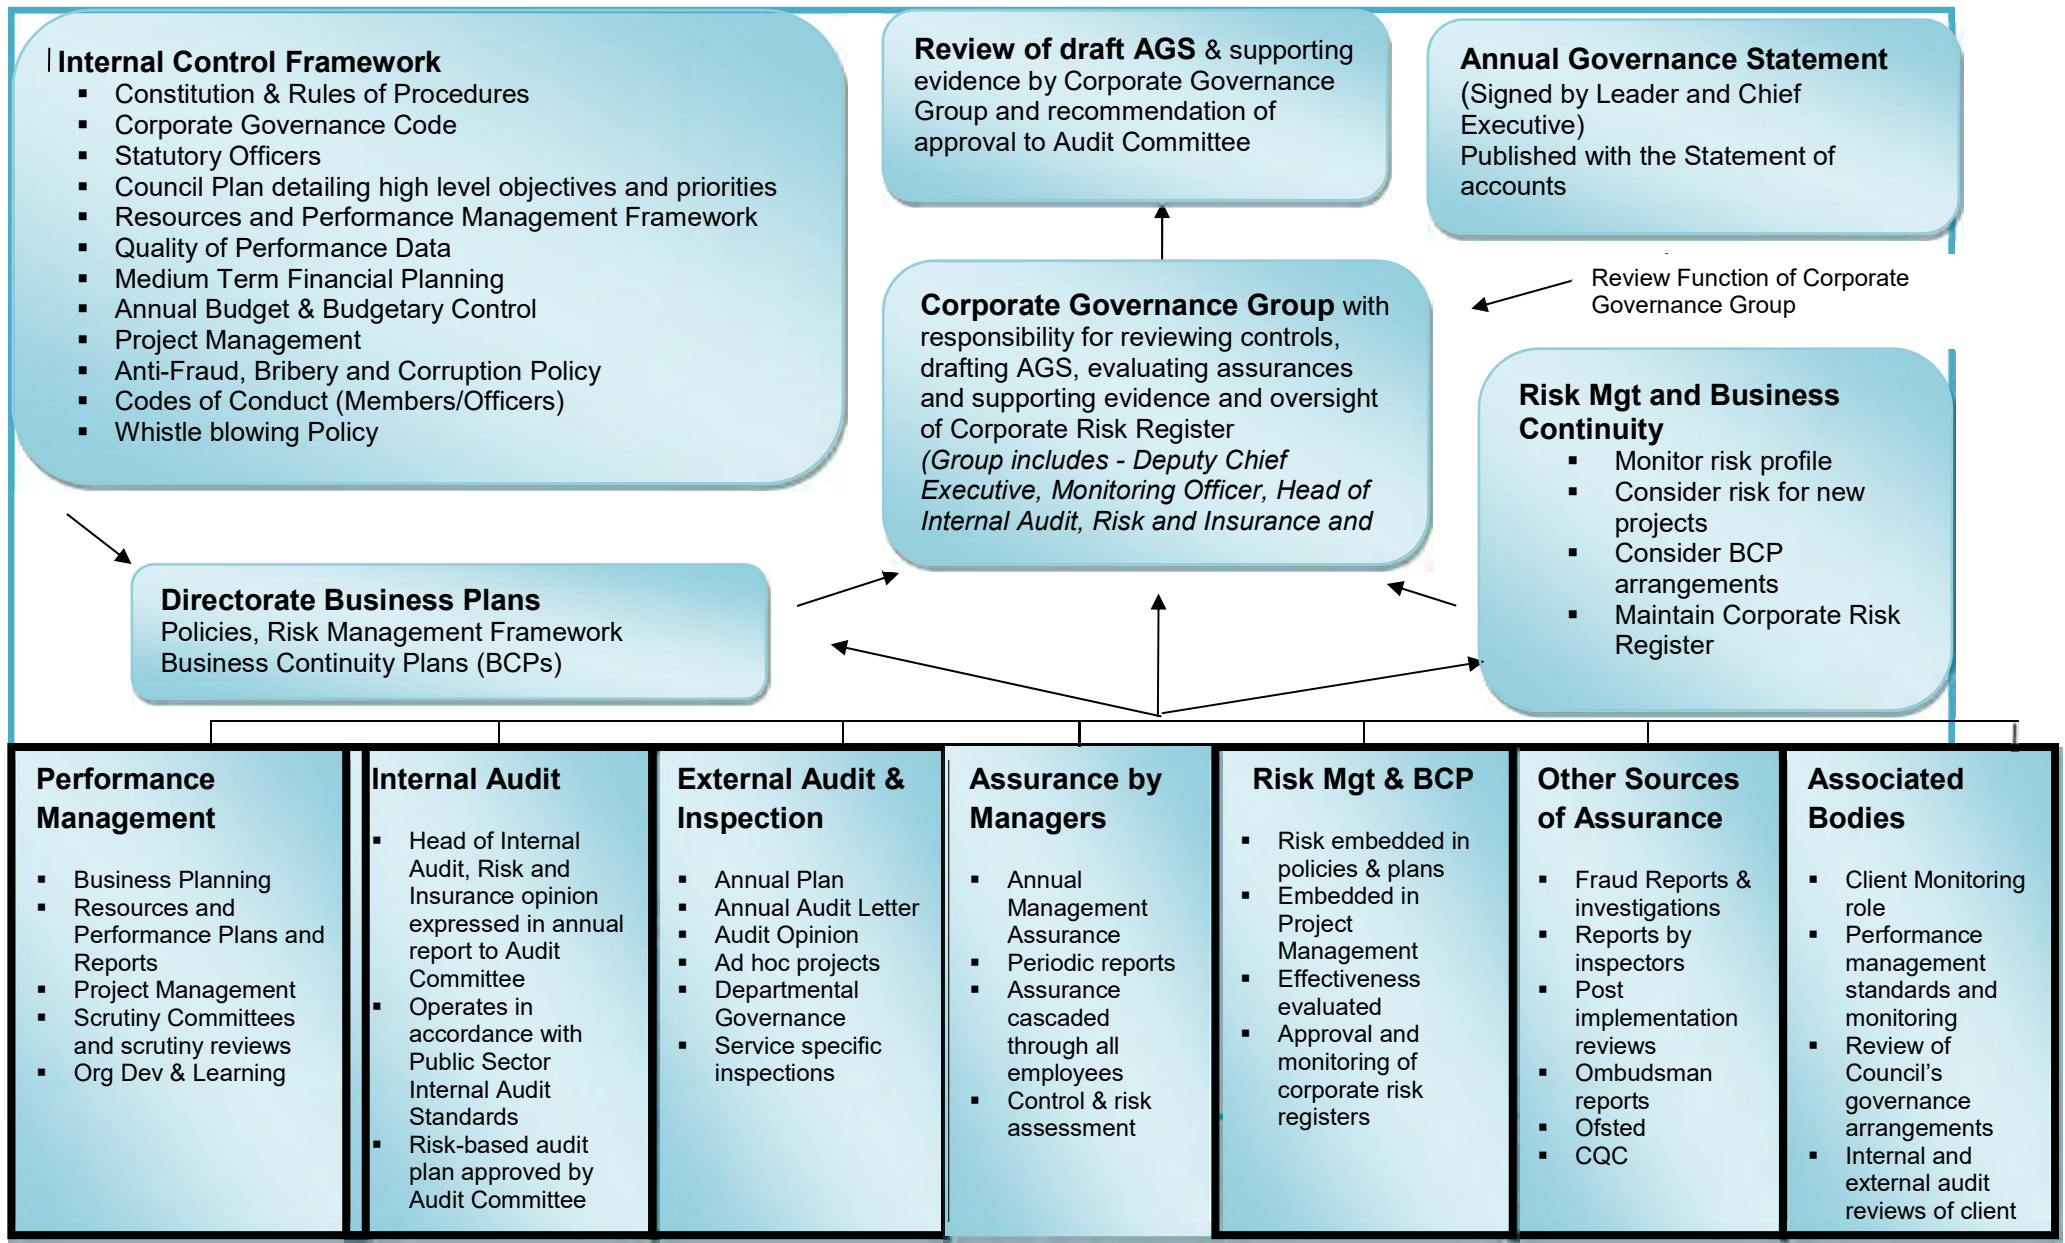 Internal Control Framework
▪ Constitution & Rules of Procedures
▪ Corporate Governance Code
▪ Statutory Officers
▪ Council Plan detailing high level objectives and priorities
▪ Resources and Performance Management Framework
▪ Quality of Performance Data
▪ Medium Term Financial Planning
▪ Annual Budget & Budgetary Control
▪ Project Management
▪ Anti-Fraud, Bribery and Corruption Policy
▪ Codes of Conduct (Members/Officers)
▪ Whistle blowing Policy
Review of draft AGS & supporting
evidence by Corporate Governance
Group and recommendation of
approval to Audit Committee
Annual Governance Statement
(Signed by Leader and Chief
Executive)
Published with the Statement of
accounts
Review Function of Corporate
Governance Group
Corporate Governance Group with
responsibility for reviewing controls,
drafting AGS, evaluating assurances
and supporting evidence and oversight
of Corporate Risk Register
(Group includes - Deputy Chief
Executive, Monitoring Officer, Head of
Internal Audit, Risk and Insurance and
Risk Mgt and Business
Continuity
▪ Monitor risk profile
▪ Consider risk for new
projects
▪ Consider BCP
arrangements
▪ Maintain Corporate Risk
Register
Directorate Business Plans
Policies, Risk Management Framework
Business Continuity Plans (BCPs)
Performance
Management
▪ Business Planning
▪ Resources and
Performance Plans and
Reports
▪ Project Management
▪ Scrutiny Committees
and scrutiny reviews
▪ Org Dev & Learning
Internal Audit
▪ Head of Internal
Audit, Risk and
Insurance opinion
expressed in annual
report to Audit
Committee
▪ Operates in
accordance with
Public Sector
Internal Audit
Standards
▪ Risk-based audit
plan approved by
Audit Committee
External Audit &
Inspection
▪ Annual Plan
▪ Annual Audit Letter
▪ Audit Opinion
▪ Ad hoc projects
▪ Departmental
Governance
▪ Service specific
inspections
Assurance by
Managers
▪ Annual
Management
Assurance
▪ Periodic reports
▪ Assurance
cascaded
through all
employees
▪ Control & risk
assessment
Risk Mgt & BCP
▪ Risk embedded in
policies & plans
▪ Embedded in
Project
Management
▪ Effectiveness
evaluated
▪ Approval and
monitoring of
corporate risk
registers
Other Sources
of Assurance
▪ Fraud Reports &
investigations
▪ Reports by
inspectors
▪ Post
implementation
reviews
▪ Ombudsman
reports
▪ Ofsted
▪ CQC
Associated
Bodies
▪ Client Monitoring
role
▪ Performance
management
standards and
monitoring
▪ Review of
Council’s
governance
arrangements
▪ Internal and
external audit
reviews of client